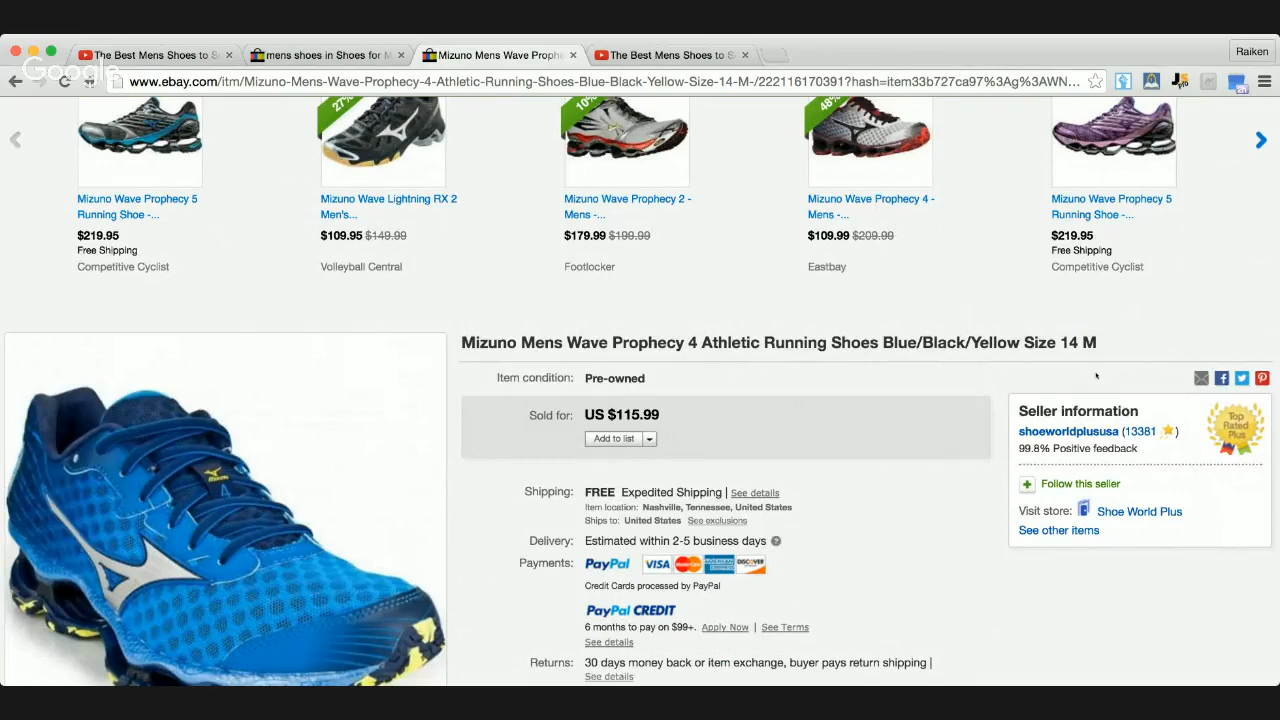 The Best Mens Shoes to S
mens shoes in Shoes for M
Mizuno Mens Wave Prophe
The Best Mens Shoes to S
Raiken
Google
www.ebay.com/itm/Mizuno-Mens-Wave-Prophecy-4-Athletic-Running-Shoes-Blue-Black-Yellow-Size-14-M-/222116170391?hash=item33b727ca97%3Ag%3AWN...
27%
10%
48%
Mizuno Wave Prophecy 5
Running Shoe -...
$219.95
Free Shipping
Competitive Cyclist
Mizuno Wave Lightning RX 2
Men's...
$109.95 $149.99
Volleyball Central
Mizuno Wave Prophecy 2 -
Mens -...
$179.99 $199.99
Footlocker
Mizuno Wave Prophecy 4 -
Mens -...
$109.99 $209.99
Eastbay
Mizuno Wave Prophecy 5
Running Shoe -...
$219.95
Free Shipping
Competitive Cyclist
Mizuno Mens Wave Prophecy 4 Athletic Running Shoes Blue/Black/Yellow Size 14 M
Item condition: Pre-owned
Sold for: US $115.99
Add to list
Shipping: FREE Expedited Shipping | See details
Item location: Nashville, Tennessee, United States
Ships to: United States See exclusions
Delivery: Estimated within 2-5 business days
Payments: PayPal VISA MasterCard AMERICAN EXPRESS DISCOVER
Credit Cards processed by PayPal
PayPal CREDIT
6 months to pay on $99+. Apply Now | See Terms
See details
Returns: 30 days money back or item exchange, buyer pays return shipping |
See details
Seller information
shoeworldplususa (13381 )
99.8% Positive feedback
Top
Rated
Plus
Follow this seller
Visit store: Shoe World Plus
See other items
MIZUNO